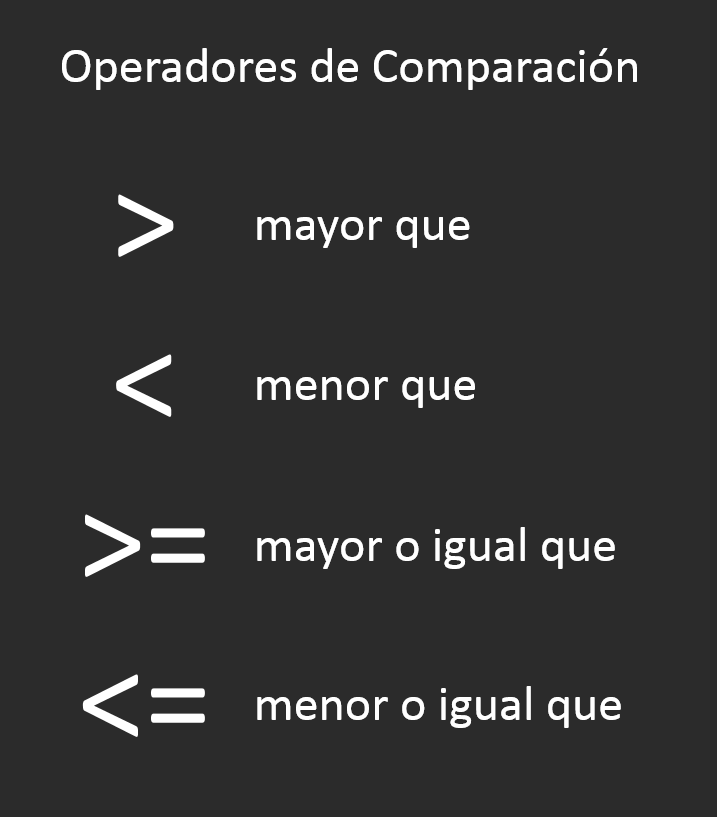 Operadores de Comparación
> mayor que
< menor que
>= mayor o igual que
<= menor o igual que